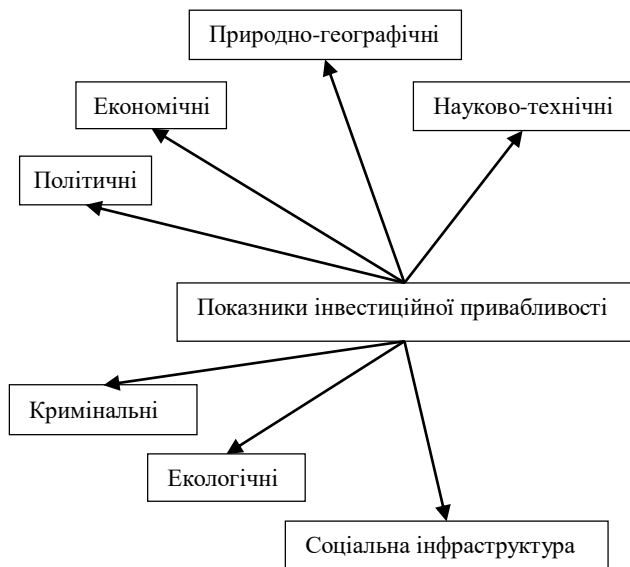 Природно-географічні
Економічні
Науково-технічні
Політичні
Показники інвестиційної привабливості
Кримінальні
Екологічні
Соціальна інфраструктура